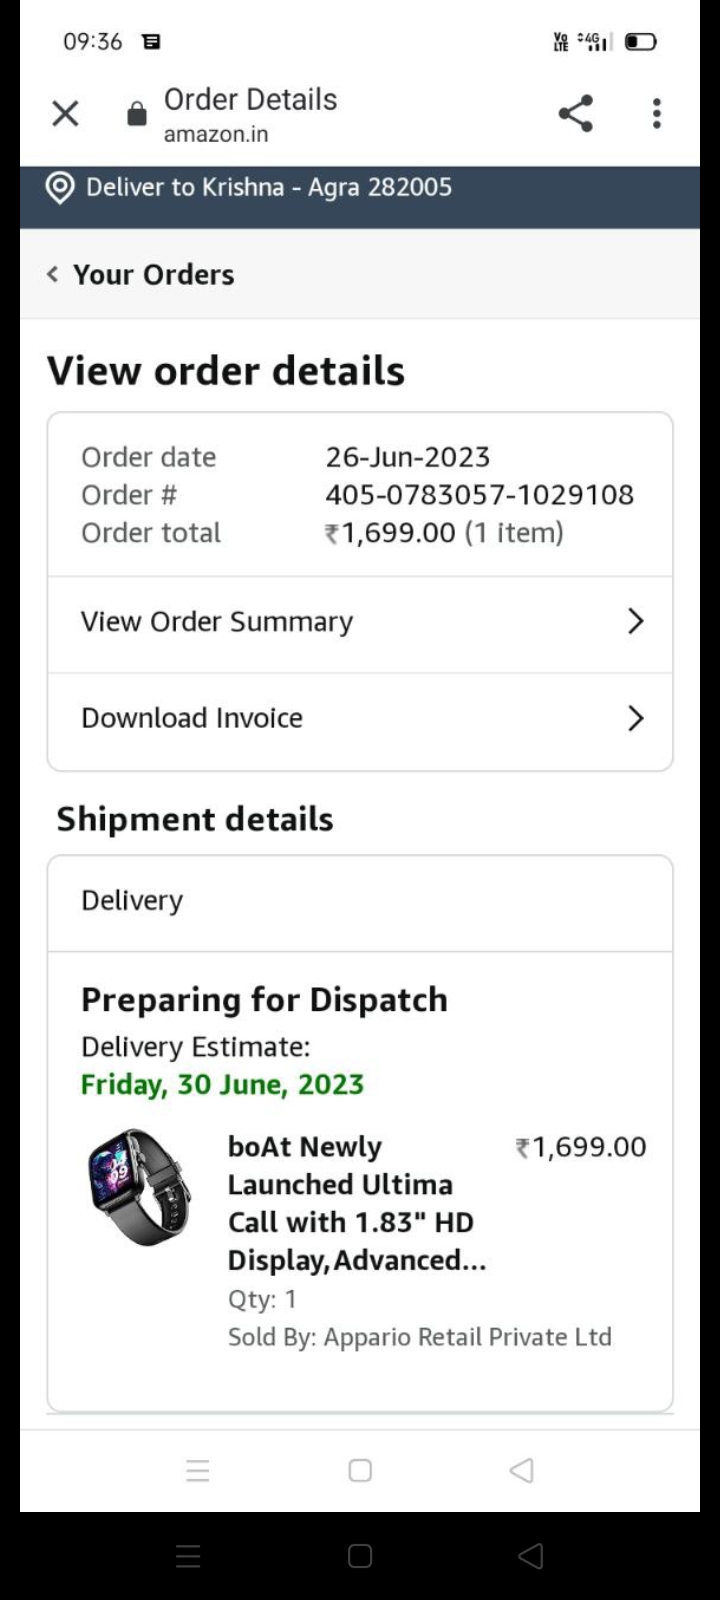 09:36
Vo LTE 4G
Order Details
amazon.in
Deliver to Krishna - Agra 282005
Your Orders
View order details
Order date 26-Jun-2023
Order # 405-0783057-1029108
Order total ₹1,699.00 (1 item)
View Order Summary
Download Invoice
Shipment details
Delivery
Preparing for Dispatch
Delivery Estimate:
Friday, 30 June, 2023
boAt Newly ₹1,699.00
Launched Ultima
Call with 1.83" HD
Display,Advanced...
Qty: 1
Sold By: Appario Retail Private Ltd